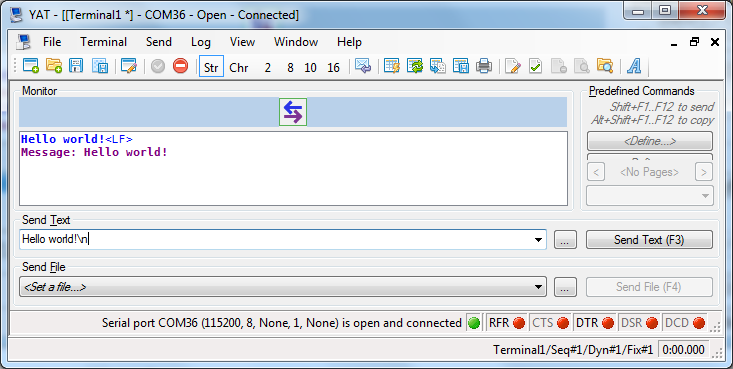 YAT - [[Terminal1 *] - COM36 - Open - Connected]
File Terminal Send Log View Window Help
Str Chr 2 8 10 16
Monitor
Predefined Commands
Shift+F1..F12 to send
Alt+Shift+F1..F12 to copy
<Define...>
Hello world!<LF>
Message: Hello world!
< <No Pages> >
Send Text
Hello world!\n
... Send Text (F3)
Send File
<Set a file...>
... Send File (F4)
Serial port COM36 (115200, 8, None, 1, None) is open and connected RFR CTS DTR DSR DCD
Terminal1/Seq#1/Dyn#1/Fix#1 0:00.000